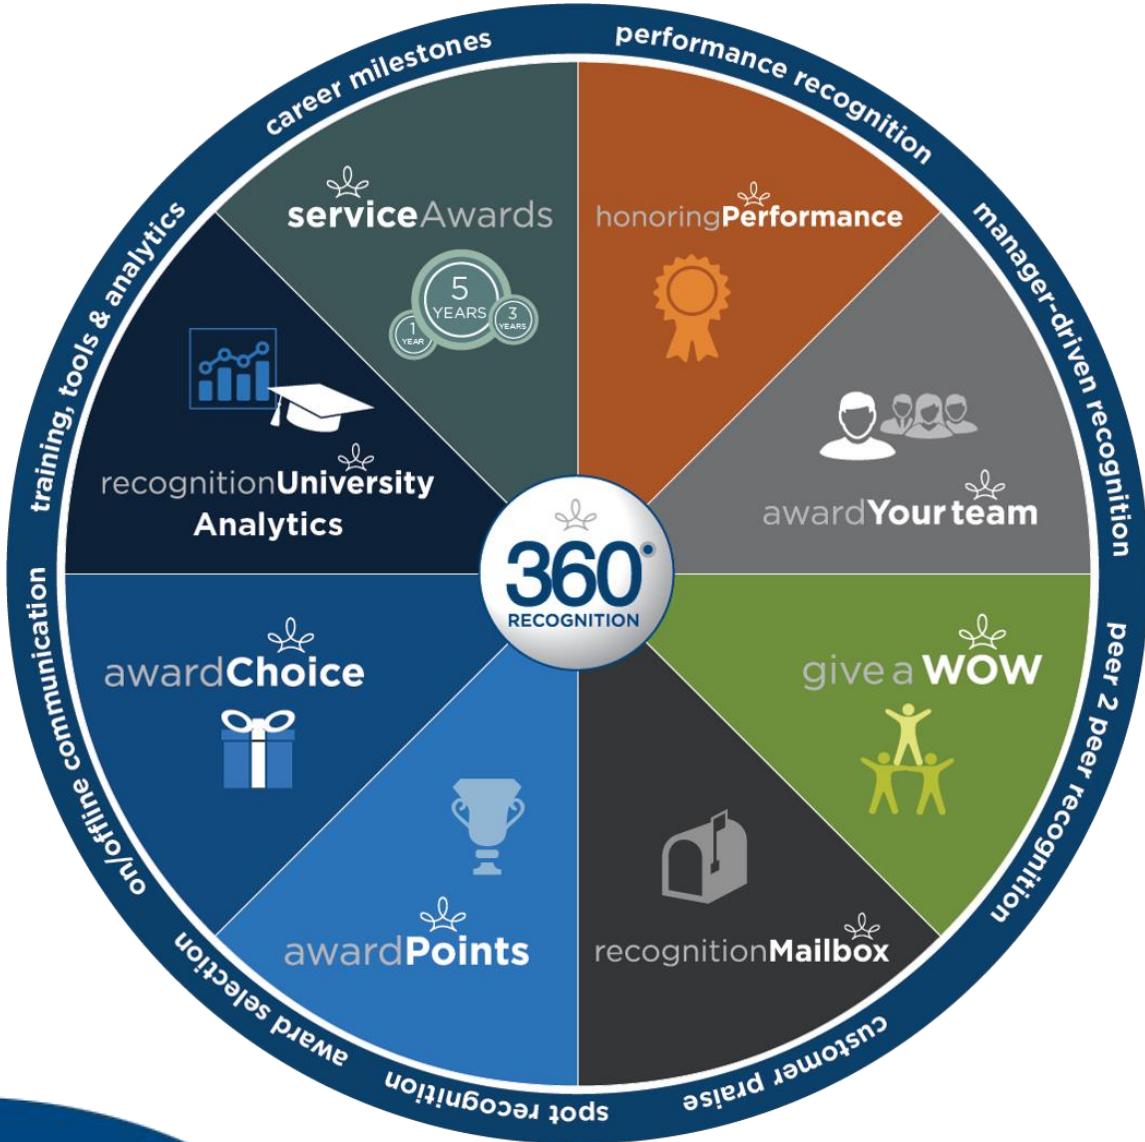 career milestones
performance recognition
manager-driven recognition
peer 2 peer recognition
customer praise
spot recognition
award selection
on/offline communication
training, tools & analytics
serviceAwards
5
YEARS
1
YEAR
3
YEARS
honoringPerformance
awardYour team
give a WOW
recognitionMailbox
awardPoints
awardChoice
recognitionUniversity
Analytics
360°
RECOGNITION